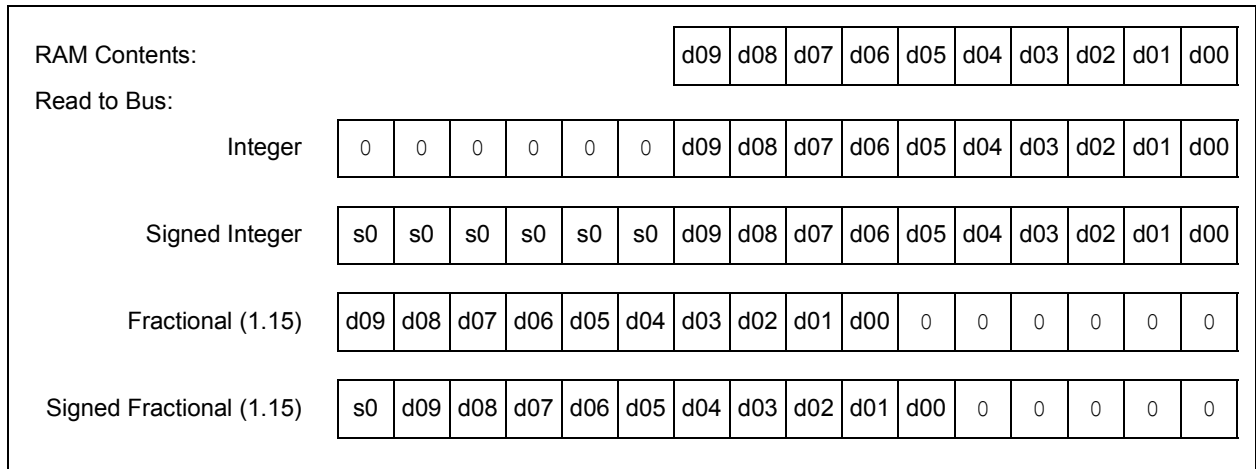 RAM Contents: d09 d08 d07 d06 d05 d04 d03 d02 d01 d00
Read to Bus:
Integer 0 0 0 0 0 0 d09 d08 d07 d06 d05 d04 d03 d02 d01 d00
Signed Integer s0 s0 s0 s0 s0 s0 d09 d08 d07 d06 d05 d04 d03 d02 d01 d00
Fractional (1.15) d09 d08 d07 d06 d05 d04 d03 d02 d01 d00 0 0 0 0 0 0
Signed Fractional (1.15) s0 d09 d08 d07 d06 d05 d04 d03 d02 d01 d00 0 0 0 0 0